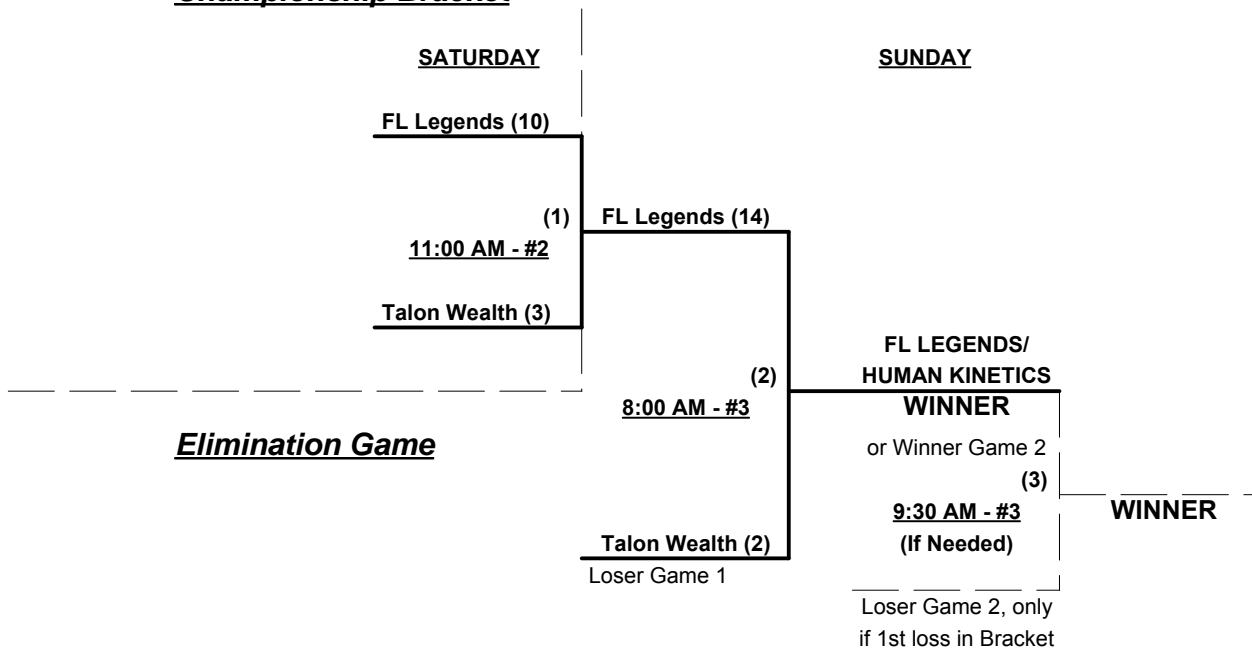 Championship Bracket
SATURDAY
SUNDAY
FL Legends (10)
(1)
FL Legends (14)
11:00 AM - #2
Talon Wealth (3)
FL LEGENDS/
(2)
HUMAN KINETICS
8:00 AM - #3
WINNER
Elimination Game
or Winner Game 2
(3)
9:30 AM - #3
WINNER
Talon Wealth (2)
(If Needed)
Loser Game 1
Loser Game 2, only
if 1st loss in Bracket